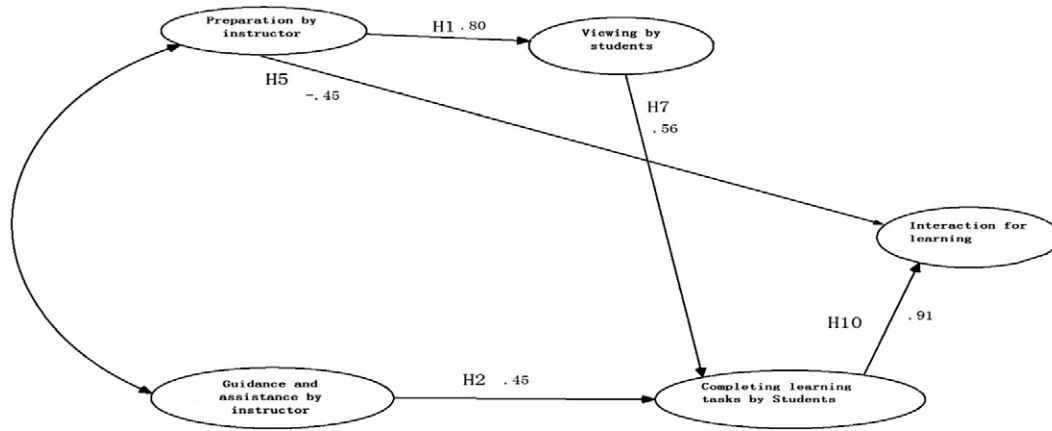 Preparation by
instructor
H1 .80
Viewing by
students
H5
-.45
H7
.56
Interaction for
learning
H10
.91
Guidance and
assistance by
instructor
H2 .45
Completing learning
tasks by Students